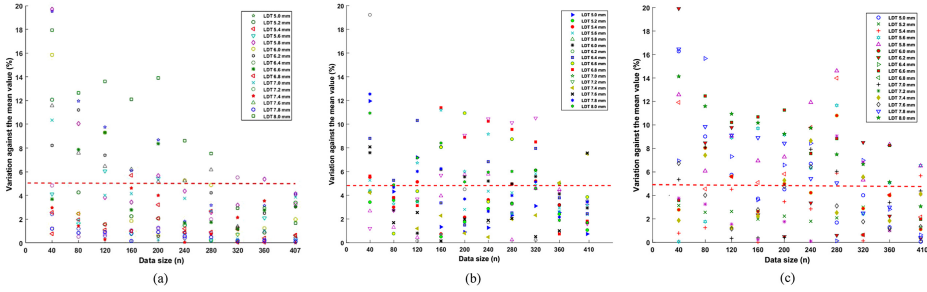 20
18
16
14
12
10
8
6
4
2
0
Variation against the mean value (%)
0 40 80 120 160 200 240 280 320 360 407
Data size (n)
LDT 5.0 mm
LDT 5.2 mm
LDT 5.4 mm
LDT 5.6 mm
LDT 5.8 mm
LDT 6.0 mm
LDT 6.2 mm
LDT 6.4 mm
LDT 6.6 mm
LDT 6.8 mm
LDT 7.0 mm
LDT 7.2 mm
LDT 7.4 mm
LDT 7.6 mm
LDT 7.8 mm
LDT 8.0 mm
(a)
20
18
16
14
12
10
8
6
4
2
0
Variation against the mean value (%)
40 80 120 160 200 240 280 320 360 410
Data size (n)
LDT 5.0 mm
LDT 5.2 mm
LDT 5.4 mm
LDT 5.6 mm
LDT 5.8 mm
LDT 6.0 mm
LDT 6.2 mm
LDT 6.4 mm
LDT 6.6 mm
LDT 6.8 mm
LDT 7.0 mm
LDT 7.2 mm
LDT 7.4 mm
LDT 7.6 mm
LDT 7.8 mm
LDT 8.0 mm
(b)
20
18
16
14
12
10
8
6
4
2
0
Variation against the mean value (%)
0 40 80 120 160 200 240 280 320 360 410
Data size (n)
LDT 5.0 mm
LDT 5.2 mm
LDT 5.4 mm
LDT 5.6 mm
LDT 5.8 mm
LDT 6.0 mm
LDT 6.2 mm
LDT 6.4 mm
LDT 6.6 mm
LDT 6.8 mm
LDT 7.0 mm
LDT 7.2 mm
LDT 7.4 mm
LDT 7.6 mm
LDT 7.8 mm
LDT 8.0 mm
(c)